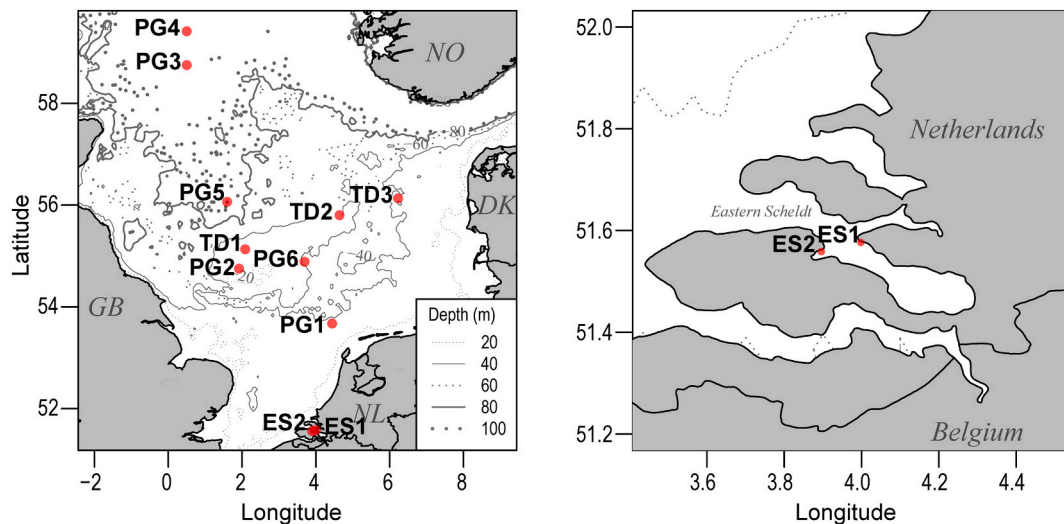 PG4
PG3
NO
80
60
40
PG5
TD3
TD2
DK
TD1
PG6
PG2
40
20
GB
PG1
NL
ES2
ES1
Depth (m)
20
40
60
80
100
58
56
54
52
Latitude
−2
0
2
4
6
8
Longitude
52.0
51.8
51.6
51.4
51.2
Netherlands
Eastern Scheldt
ES2
ES1
Belgium
3.6
3.8
4.0
4.2
4.4
Longitude